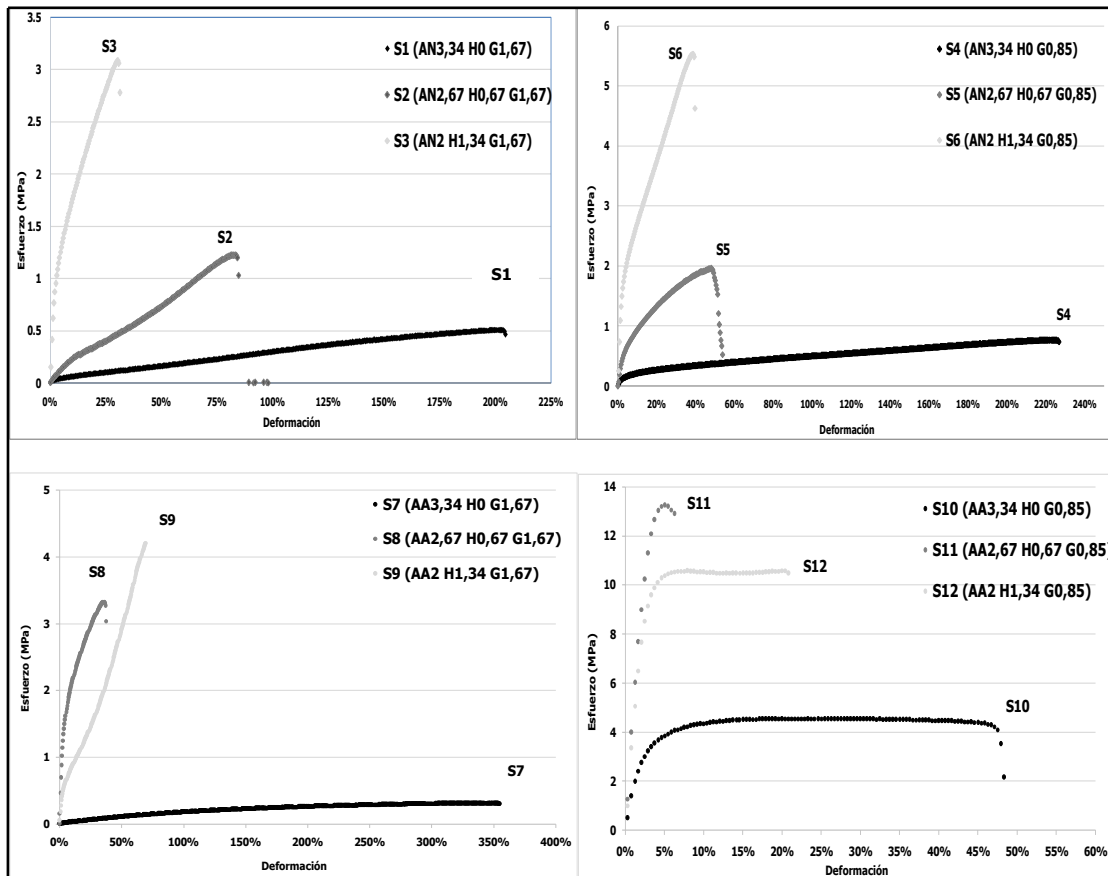 3.5
3
2.5
2
1.5
1
0.5
0
Esfuerzo (MPa)
0% 25% 50% 75% 100% 125% 150% 175% 200% 225%
Deformación
S3
S2
S1
S1 (AN3,34 H0 G1,67)
S2 (AN2,67 H0,67 G1,67)
S3 (AN2 H1,34 G1,67)
6
5
4
3
2
1
0
Esfuerzo (MPa)
0% 20% 40% 60% 80% 100% 120% 140% 160% 180% 200% 220% 240%
Deformación
S6
S5
S4
S4 (AN3,34 H0 G0,85)
S5 (AN2,67 H0,67 G0,85)
S6 (AN2 H1,34 G0,85)
5
4
3
2
1
0
Esfuerzo (MPa)
0% 50% 100% 150% 200% 250% 300% 350% 400%
Deformación
S9
S8
S7
S7 (AA3,34 H0 G1,67)
S8 (AA2,67 H0,67 G1,67)
S9 (AA2 H1,34 G1,67)
14
12
10
8
6
4
2
0
Esfuerzo (MPa)
0% 5% 10% 15% 20% 25% 30% 35% 40% 45% 50% 55% 60%
Deformación
S11
S12
S10
S10 (AA3,34 H0 G0,85)
S11 (AA2,67 H0,67 G0,85)
S12 (AA2 H1,34 G0,85)